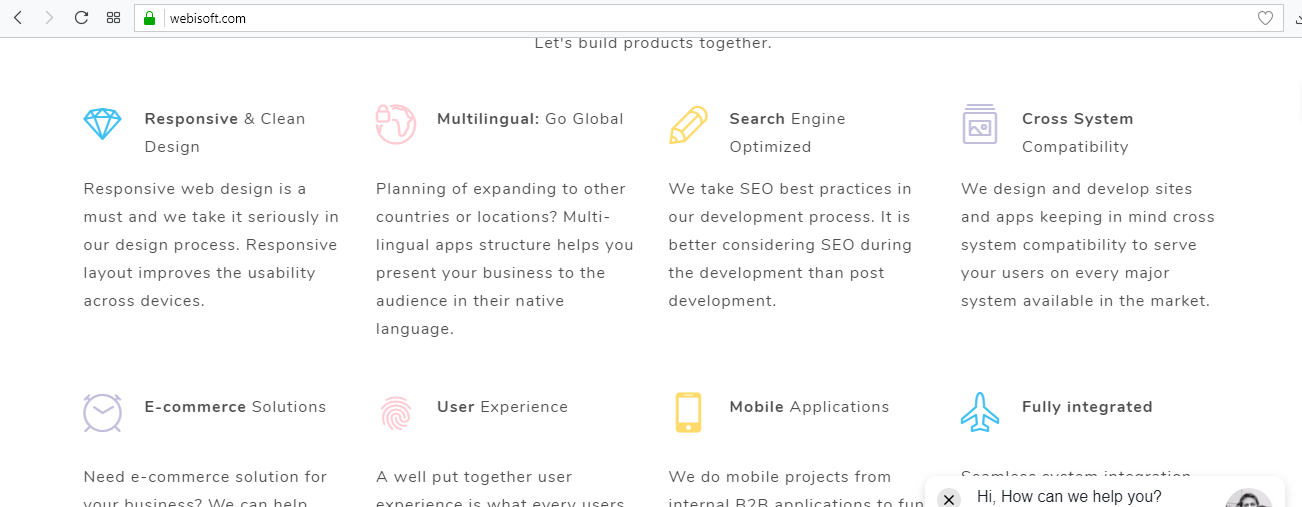 webisoft.com
Let's build products together.
Responsive & Clean
Design
Responsive web design is a
must and we take it seriously in
our design process. Responsive
layout improves the usability
across devices.
Multilingual: Go Global
Planning of expanding to other
countries or locations? Multi-
lingual apps structure helps you
present your business to the
audience in their native
language.
Search Engine
Optimized
We take SEO best practices in
our development process. It is
better considering SEO during
the development than post
development.
Cross System
Compatibility
We design and develop sites
and apps keeping in mind cross
system compatibility to serve
your users on every major
system available in the market.
E-commerce Solutions
Need e-commerce solution for
your business? We can help
User Experience
A well put together user
experience is what every users
Mobile Applications
We do mobile projects from
internal B2B applications to fun
Fully integrated
Seamless system integration
Hi, How can we help you?